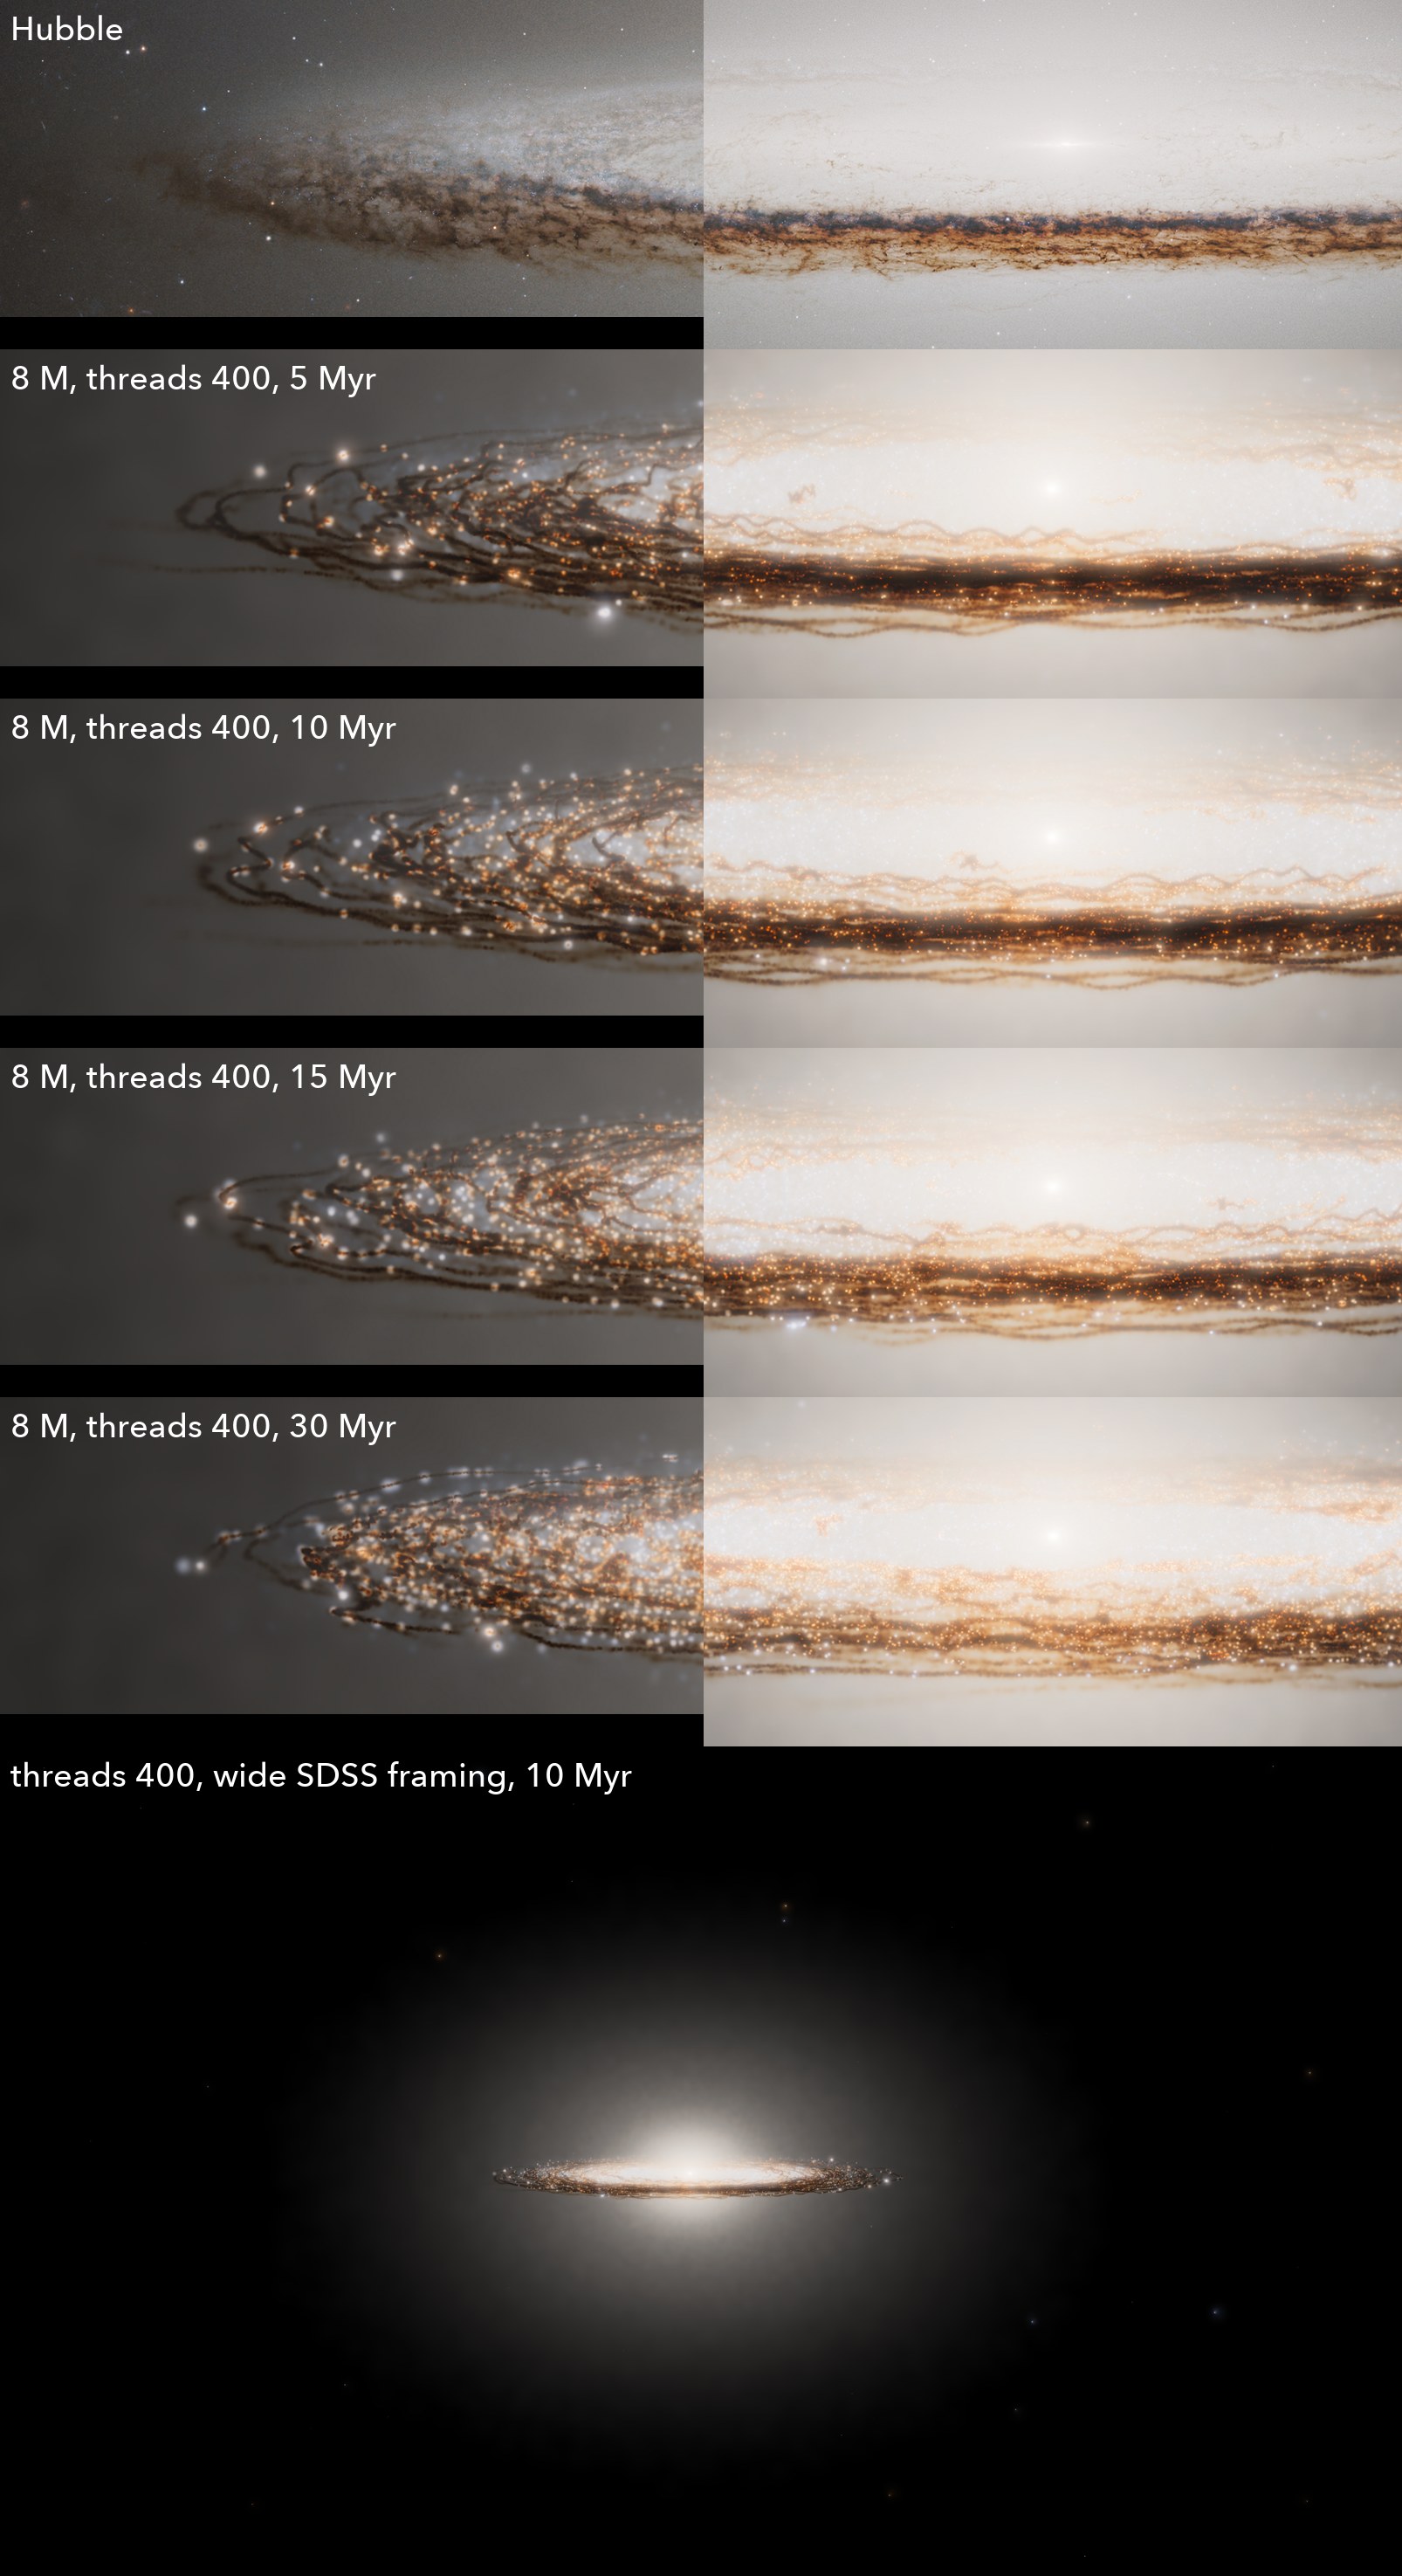 Hubble
8 M, threads 400, 5 Myr
8 M, threads 400, 10 Myr
8 M, threads 400, 15 Myr
8 M, threads 400, 30 Myr
threads 400, wide SDSS framing, 10 Myr